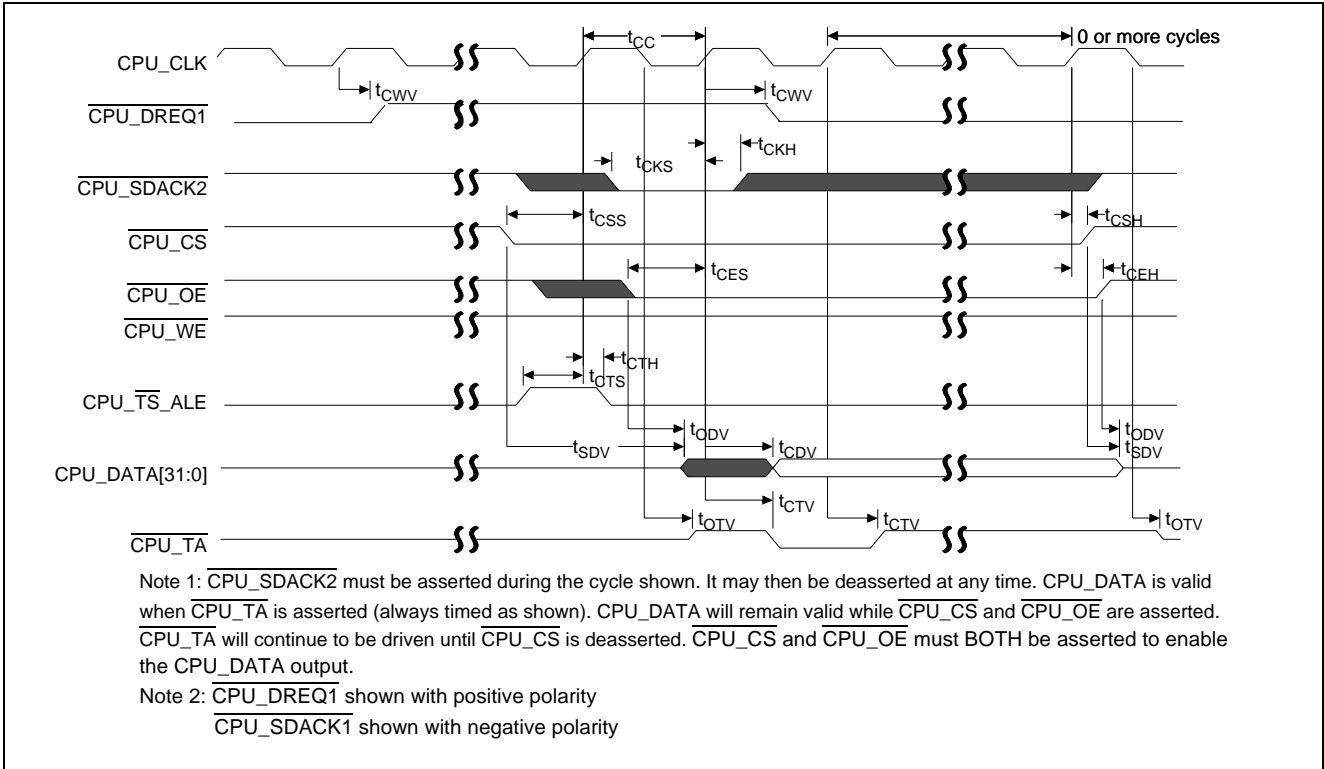 tCC
0 or more cycles
CPU_CLK
tCWV
tCWV
CPU_DREQ1
tCKH
tCKS
CPU_SDACK2
tCSS
tCSH
CPU_CS
tCES
tCEH
CPU_OE
CPU_WE
tCTH
tCTS
CPU_TS_ALE
tODV
tODV
tSDV
tCDV
tSDV
CPU_DATA[31:0]
tCTV
tOTV
tCTV
tOTV
CPU_TA
Note 1: CPU_SDACK2 must be asserted during the cycle shown. It may then be deasserted at any time. CPU_DATA is valid
when CPU_TA is asserted (always timed as shown). CPU_DATA will remain valid while CPU_CS and CPU_OE are asserted.
CPU_TA will continue to be driven until CPU_CS is deasserted. CPU_CS and CPU_OE must BOTH be asserted to enable
the CPU_DATA output.
Note 2: CPU_DREQ1 shown with positive polarity
CPU_SDACK1 shown with negative polarity